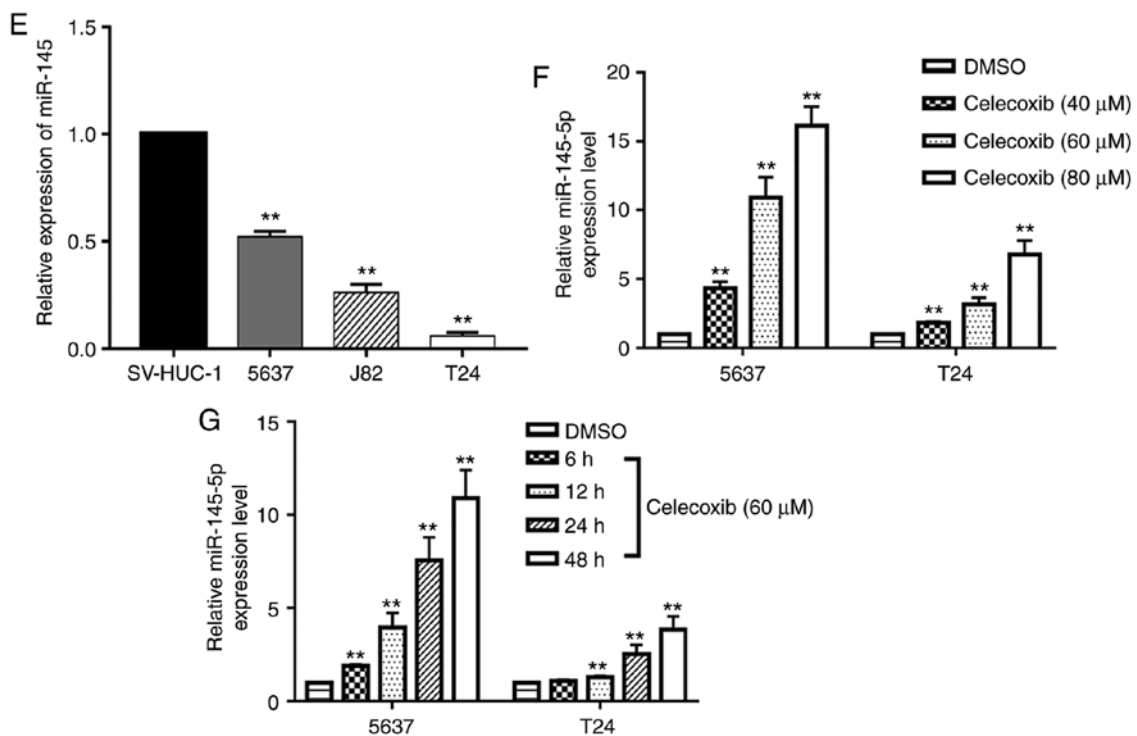 E
Relative expression of miR-145
1.5
1.0
0.5
0.0
**
**
**
SV-HUC-1 5637 J82 T24
F
Relative miR-145-5p
expression level
20
15
10
5
0
**
**
**
**
**
**
5637 T24
DMSO
Celecoxib (40 μM)
Celecoxib (60 μM)
Celecoxib (80 μM)
G
Relative miR-145-5p
expression level
15
10
5
0
**
**
**
**
**
**
**
5637 T24
DMSO
6 h
12 h
24 h
48 h
Celecoxib (60 μM)